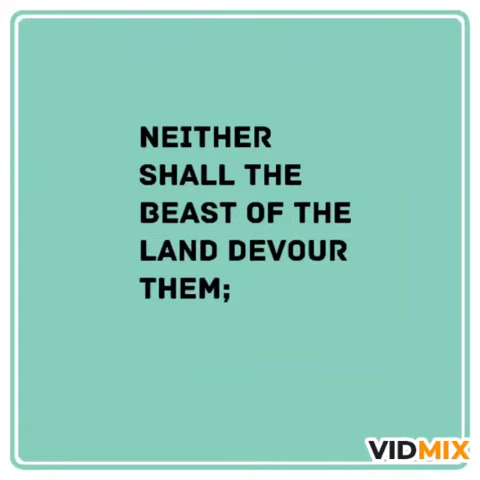 NEITHER
SHALL THE
BEAST OF THE
LAND DEVOUR
THEM;
VIDMIX